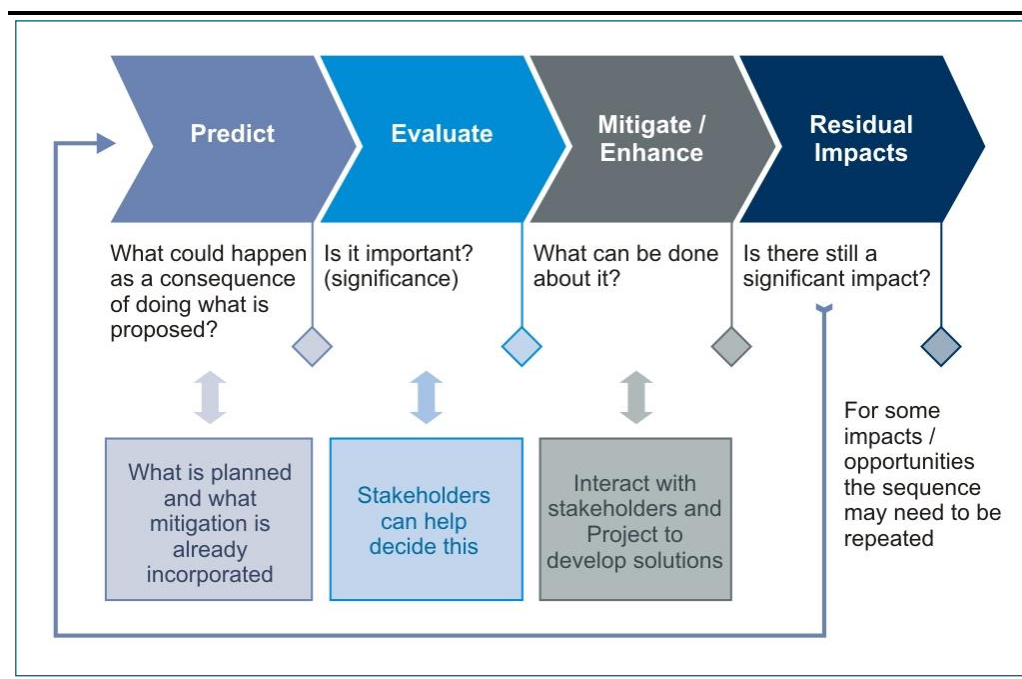 Predict
Evaluate
Mitigate /
Enhance
Residual
Impacts
What could happen
as a consequence
of doing what is
proposed?
Is it important?
(significance)
What can be done
about it?
Is there still a
significant impact?
What is planned
and what
mitigation is
already
incorporated
Stakeholders
can help
decide this
Interact with
stakeholders and
Project to
develop solutions
For some
impacts /
opportunities
the sequence
may need to be
repeated